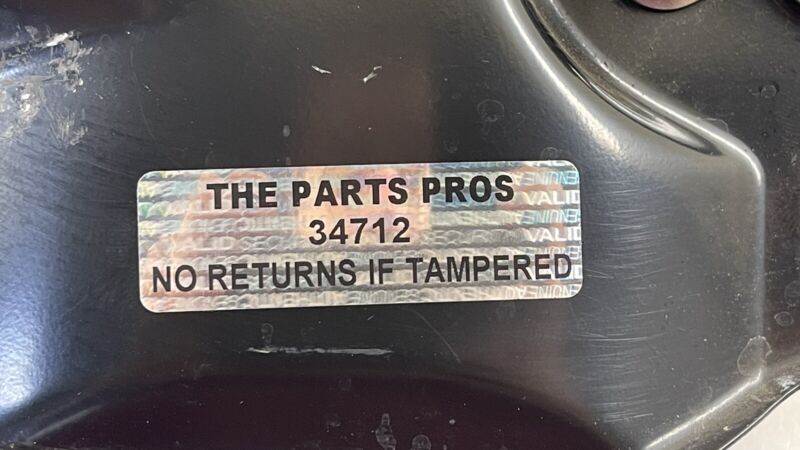 THE PARTS PROS
34712
NO RETURNS IF TAMPERED